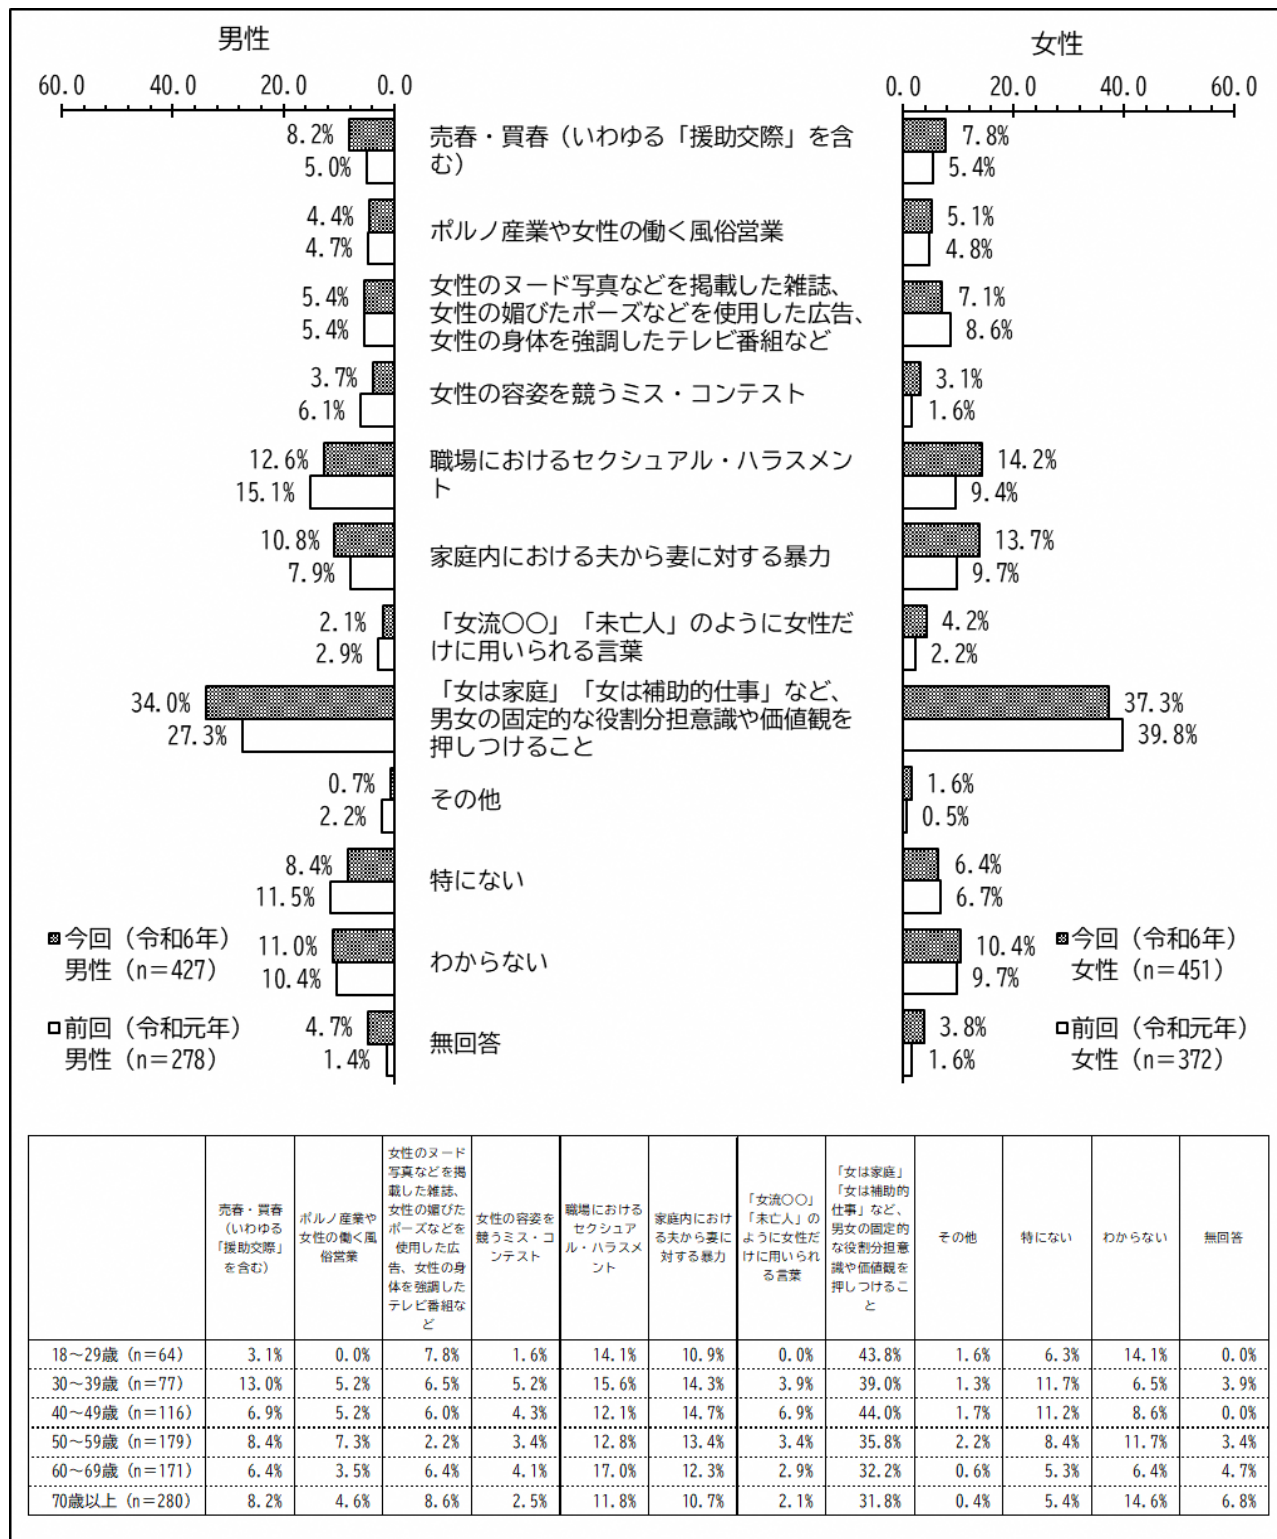 男性
女性
60.0 40.0 20.0 0.0
0.0 20.0 40.0 60.0
8.2%
5.0%
売春・買春（いわゆる「援助交際」を含
む）
7.8%
5.4%
4.4%
4.7%
ポルノ産業や女性の働く風俗営業
5.1%
4.8%
5.4%
5.4%
女性のヌード写真などを掲載した雑誌、
女性の媚びたポーズなどを使用した広告、
女性の身体を強調したテレビ番組など
7.1%
8.6%
3.7%
6.1%
女性の容姿を競うミス・コンテスト
3.1%
1.6%
12.6%
15.1%
職場におけるセクシュアル・ハラスメン
ト
14.2%
9.4%
10.8%
7.9%
家庭内における夫から妻に対する暴力
13.7%
9.7%
2.1%
2.9%
「女流〇〇」「未亡人」のように女性だ
けに用いられる言葉
4.2%
2.2%
34.0%
27.3%
「女は家庭」「女は補助的仕事」など、
男女の固定的な役割分担意識や価値観を
押しつけること
37.3%
39.8%
0.7%
2.2%
その他
1.6%
0.5%
8.4%
11.5%
特にない
6.4%
6.7%
11.0%
10.4%
わからない
10.4%
9.7%
4.7%
1.4%
無回答
3.8%
1.6%
今回（令和6年）
男性（n＝427）
前回（令和元年）
男性（n＝278）
今回（令和6年）
女性（n＝451）
前回（令和元年）
女性（n＝372）
売春・買春
（いわゆる
「援助交際」
を含む）
ポルノ産業や
女性の働く風
俗営業
女性のヌード
写真などを掲
載した雑誌、
女性の媚びた
ポーズなどを
使用した広
告、女性の身
体を強調した
テレビ番組な
ど
女性の容姿を
競うミス・コ
ンテスト
職場における
セクシュア
ル・ハラスメ
ント
家庭内におけ
る夫から妻に
対する暴力
「女流〇〇」
「未亡人」の
ように女性だ
けに用いられ
る言葉
「女は家庭」
「女は補助的
仕事」など、
男女の固定的
な役割分担意
識や価値観を
押しつけるこ
と
その他
特にない
わからない
無回答
18～29歳（n＝64） 3.1% 0.0% 7.8% 1.6% 14.1% 10.9% 0.0% 43.8% 1.6% 6.3% 14.1% 0.0%
30～39歳（n＝77） 13.0% 5.2% 6.5% 5.2% 15.6% 14.3% 3.9% 39.0% 1.3% 11.7% 6.5% 3.9%
40～49歳（n＝116） 6.9% 5.2% 6.0% 4.3% 12.1% 14.7% 6.9% 44.0% 1.7% 11.2% 8.6% 0.0%
50～59歳（n＝179） 8.4% 7.3% 2.2% 3.4% 12.8% 13.4% 3.4% 35.8% 2.2% 8.4% 11.7% 3.4%
60～69歳（n＝171） 6.4% 3.5% 6.4% 4.1% 17.0% 12.3% 2.9% 32.2% 0.6% 5.3% 6.4% 4.7%
70歳以上（n＝280） 8.2% 4.6% 8.6% 2.5% 11.8% 10.7% 2.1% 31.8% 0.4% 5.4% 14.6% 6.8%